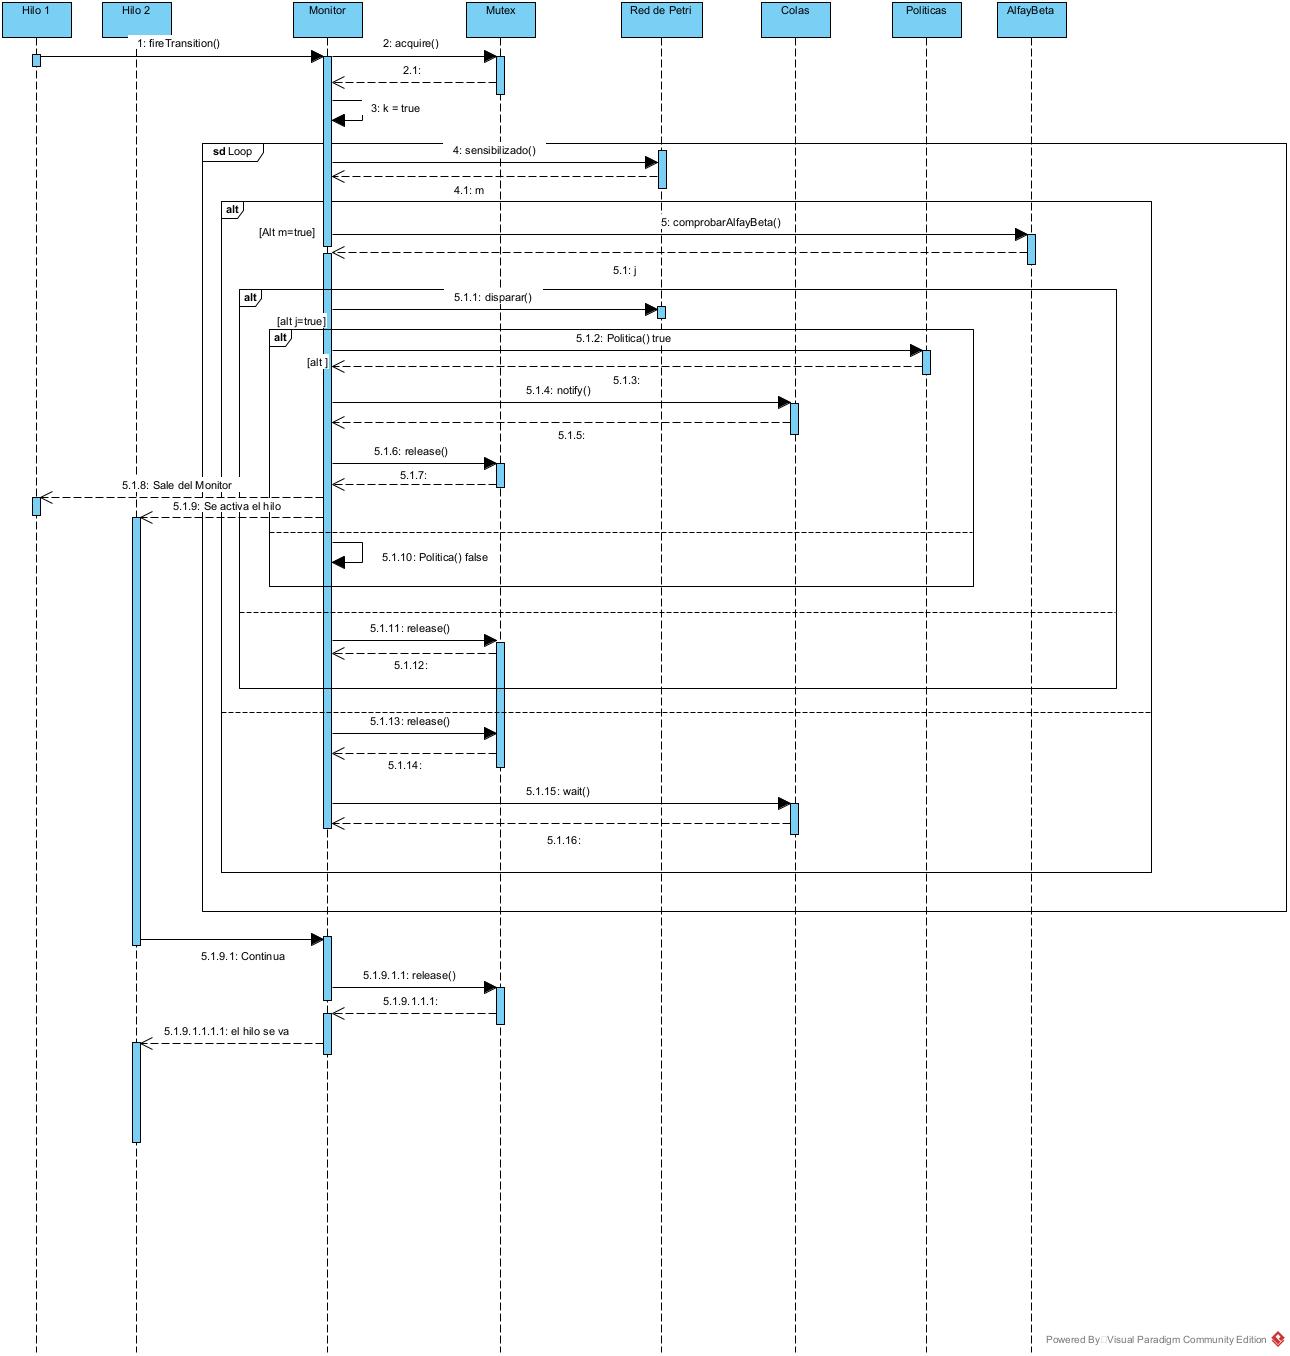 Hilo 1
Hilo 2
Monitor
Mutex
Red de Petri
Colas
Politicas
AlfayBeta
1: fireTransition()
2: acquire()
2.1:
3: k = true
sd Loop
4: sensibilizado()
4.1: m
alt
[Alt m=true]
5: comprobarAlfayBeta()
5.1: j
alt
5.1.1: disparar()
[alt j=true]
alt
5.1.2: Politica() true
[alt ]
5.1.3:
5.1.4: notify()
5.1.5:
5.1.6: release()
5.1.7:
5.1.8: Sale del Monitor
5.1.9: Se activa el hilo
5.1.10: Politica() false
5.1.11: release()
5.1.12:
5.1.13: release()
5.1.14:
5.1.15: wait()
5.1.16:
5.1.9.1: Continua
5.1.9.1.1: release()
5.1.9.1.1.1:
5.1.9.1.1.1.1: el hilo se va
Powered By Visual Paradigm Community Edition